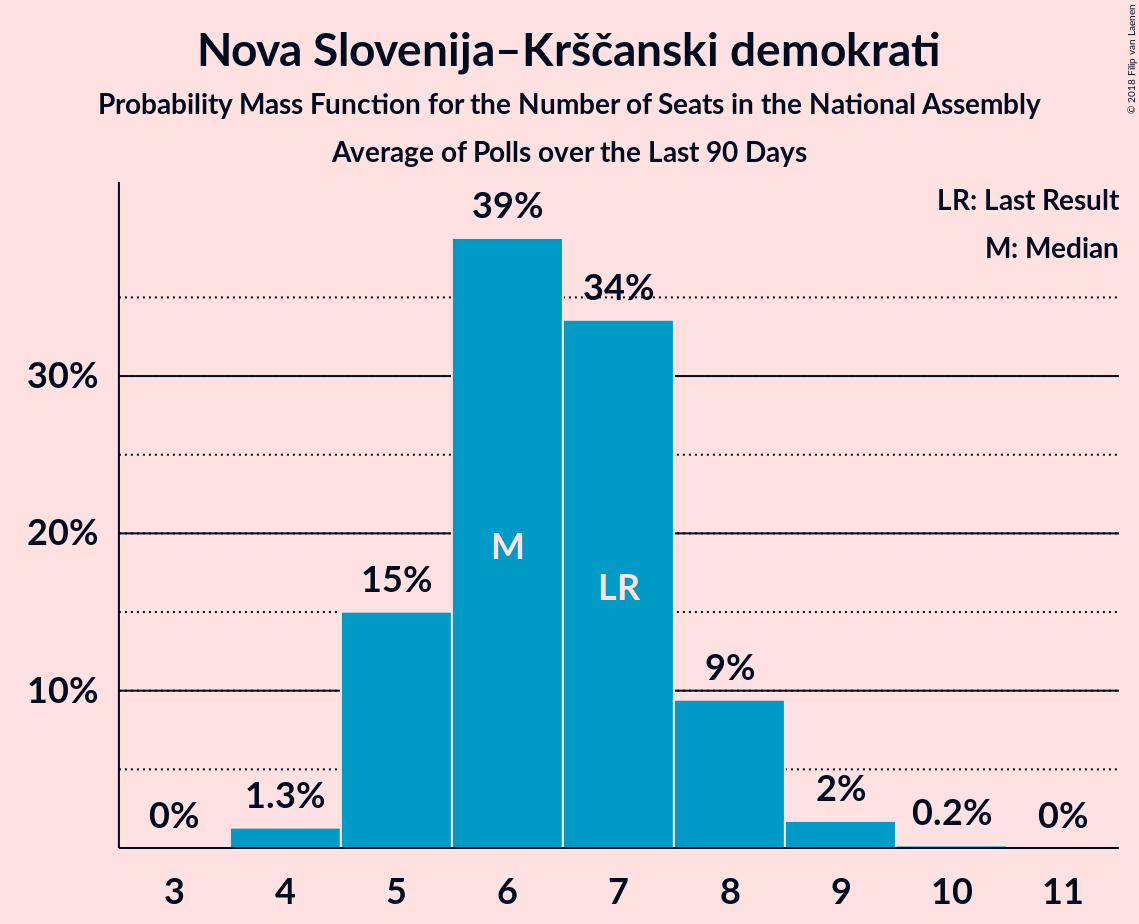 Nova Slovenija–Krščanski demokrati
Probability Mass Function for the Number of Seats in the National Assembly
Average of Polls over the Last 90 Days
© 2018 Filip van Laenen
LR: Last Result
M: Median
39%
34%
30%
20%
M
15%
LR
10%
9%
1.3%
2%
0%
0.2%
0%
3 4 5 6 7 8 9 10 11